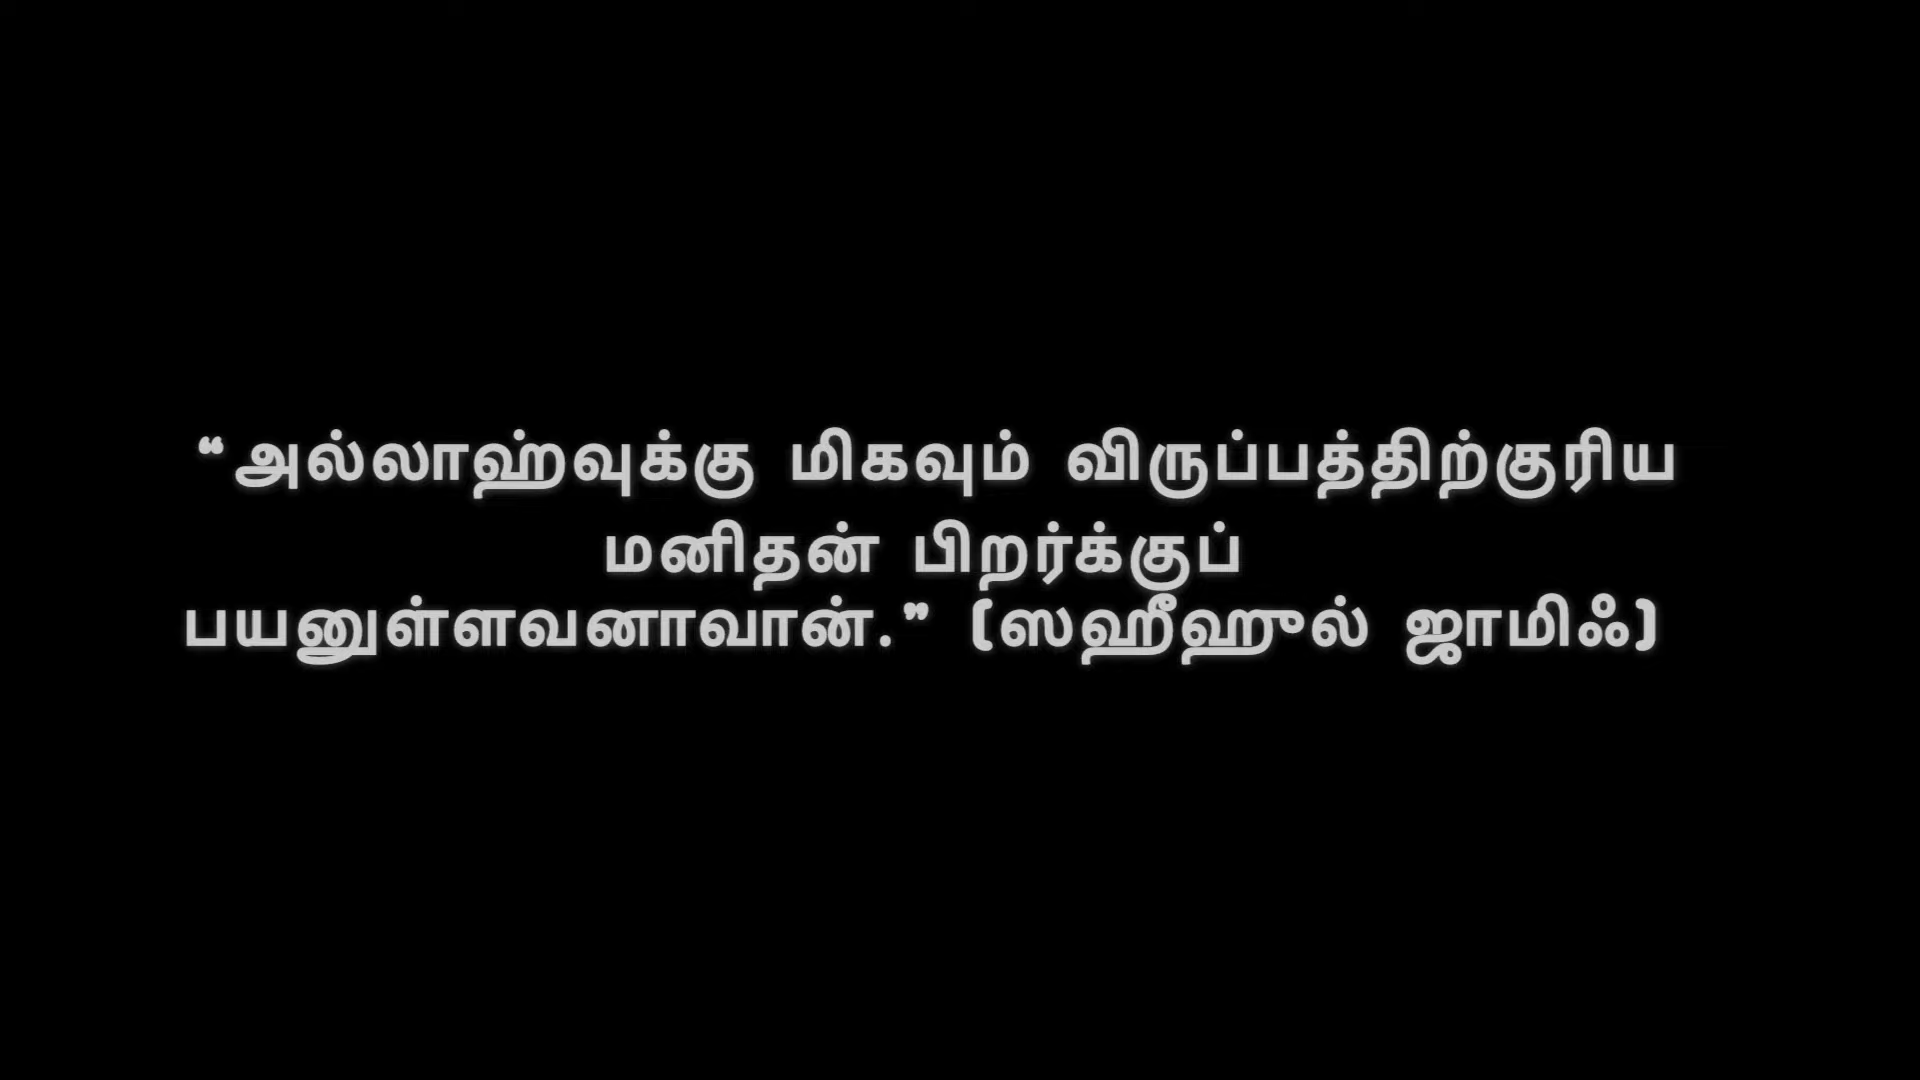 “அல்லாஹ்வுக்கு மிகவும் விருப்பத்திற்குரிய
மனிதன் பிறர்க்குப்
பயனுள்ளவனாவான்.” (ஸஹீஹுல் ஜாமிஃ)